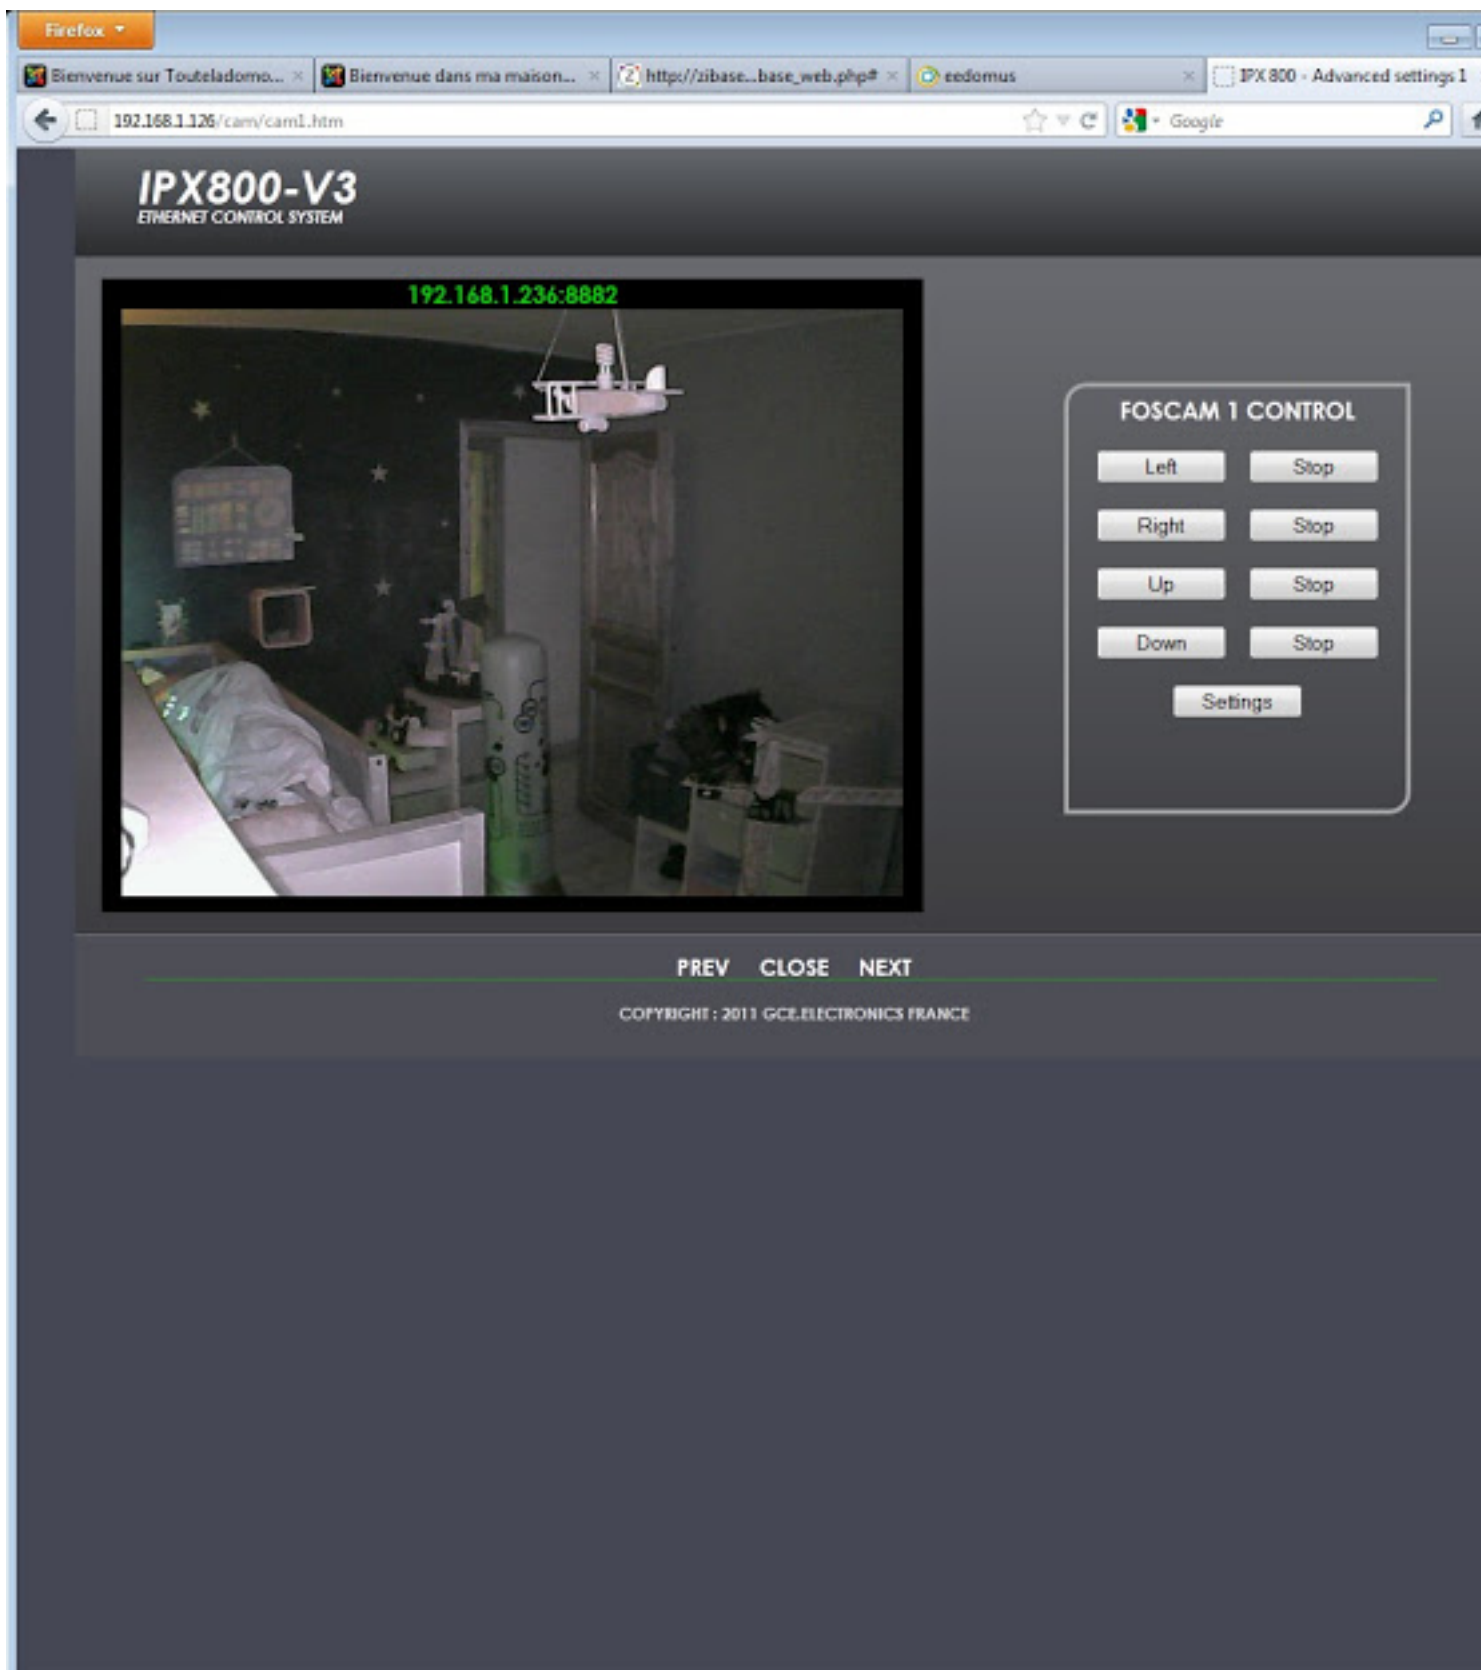 Firefox
Bienvenue sur Touteladomo...
Bienvenue dans ma maison...
http://zibase...base_web.php#
eedomus
IPX 800 - Advanced settings 1
192.168.1.126/cam/cam1.htm
Google
IPX800-V3
ETHERNET CONTROL SYSTEM
192.168.1.236:8882
FOSCAM 1 CONTROL
Left Stop
Right Stop
Up Stop
Down Stop
Settings
PREV CLOSE NEXT
COPYRIGHT : 2011 GCE.ELECTRONICS FRANCE